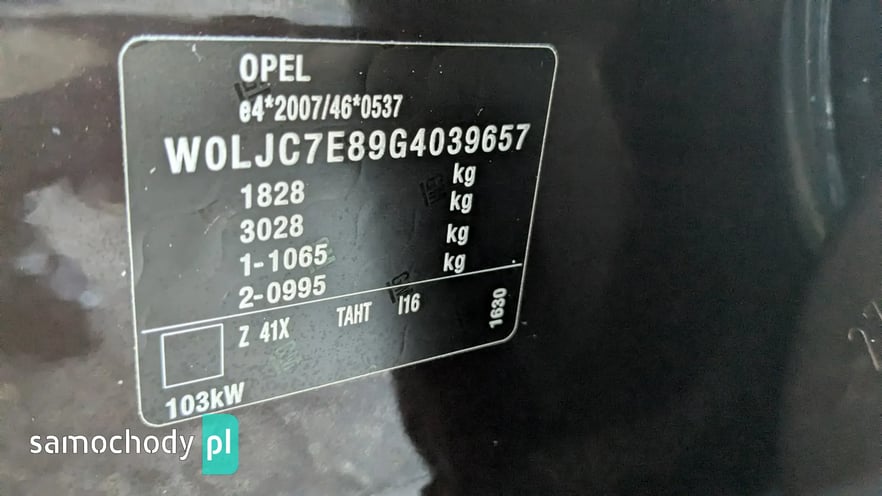 OPEL
e4*2007/46*0537
W0LJC7E89G4039657
1828 kg
3028 kg
1-1065 kg
2-0995 kg
Z 41X TAHT I16 1630
103kW
samochody pl